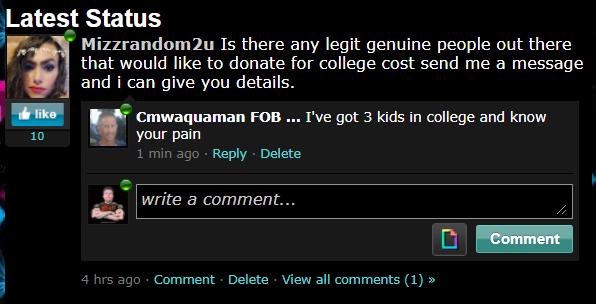 Latest Status
Mizzrandom2u Is there any legit genuine people out there
that would like to donate for college cost send me a message
and i can give you details.
like
10
Cmwaquaman FOB ... I've got 3 kids in college and know
your pain
1 min ago · Reply · Delete
write a comment...
Comment
4 hrs ago · Comment · Delete · View all comments (1) »